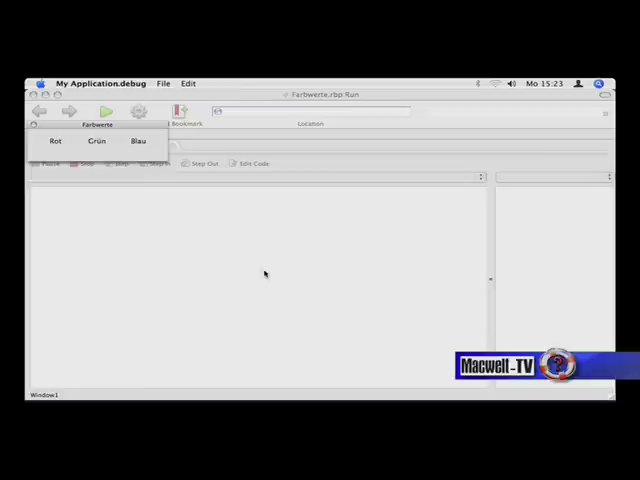 My Application.debug File Edit Mo 15:23
Farbwerte.rbp Run
Farbwerte
Bookmark
Location
Rot Grün Blau
Step Out Edit Code
Macwell-TV
?
Window1